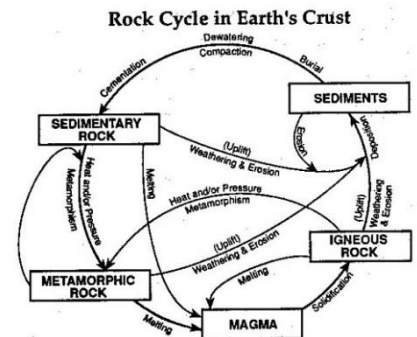 Rock Cycle in Earth's Crust
Dewatering
Compaction
Cementation
Burial
SEDIMENTS
SEDIMENTARY
ROCK
Erosion
Deposition
(Uplift)
Weathering & Erosion
Heat and/or Pressure
Metamorphism
Melting
Heat and/or Pressure
Metamorphism
(Uplift)
Weathering
& Erosion
(Uplift)
Weathering & Erosion
IGNEOUS
ROCK
METAMORPHIC
ROCK
Melting
Melting
Solidification
MAGMA